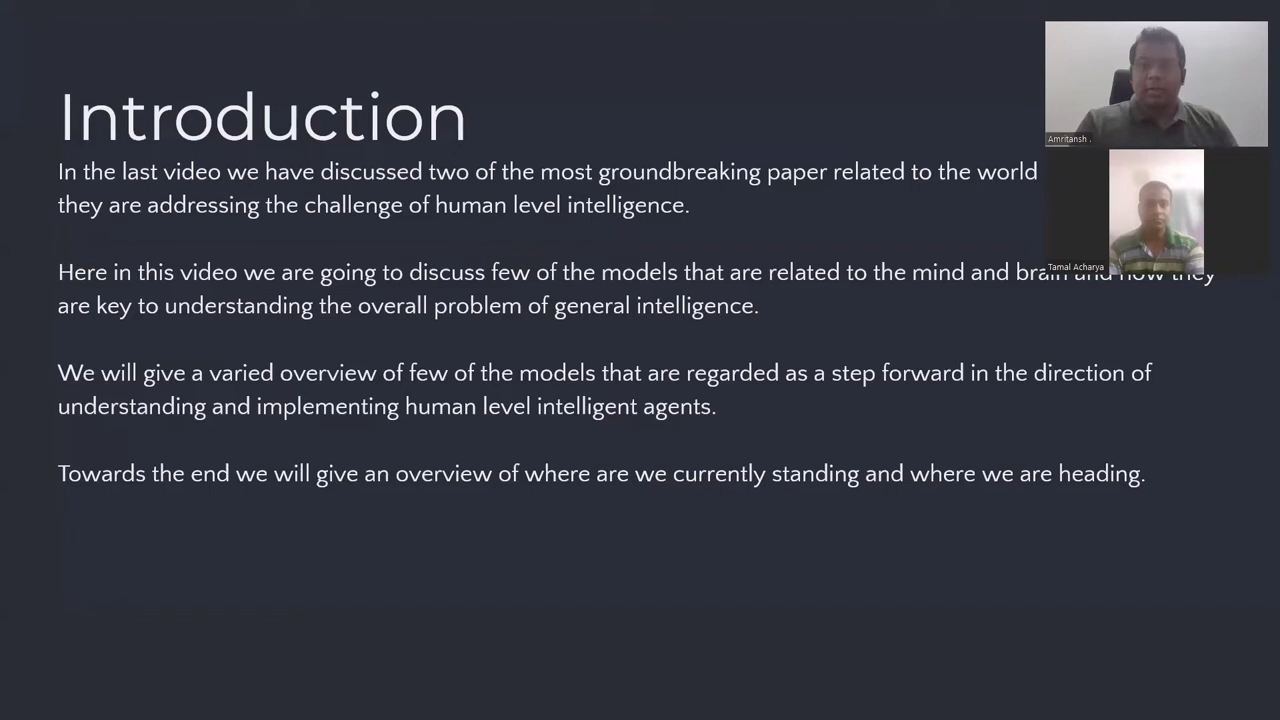 Introduction
In the last video we have discussed two of the most groundbreaking paper related to the world
they are addressing the challenge of human level intelligence.
Here in this video we are going to discuss few of the models that are related to the mind and brain and how they
are key to understanding the overall problem of general intelligence.
We will give a varied overview of few of the models that are regarded as a step forward in the direction of
understanding and implementing human level intelligent agents.
Towards the end we will give an overview of where are we currently standing and where we are heading.
Amritansh .
Tamal Acharya